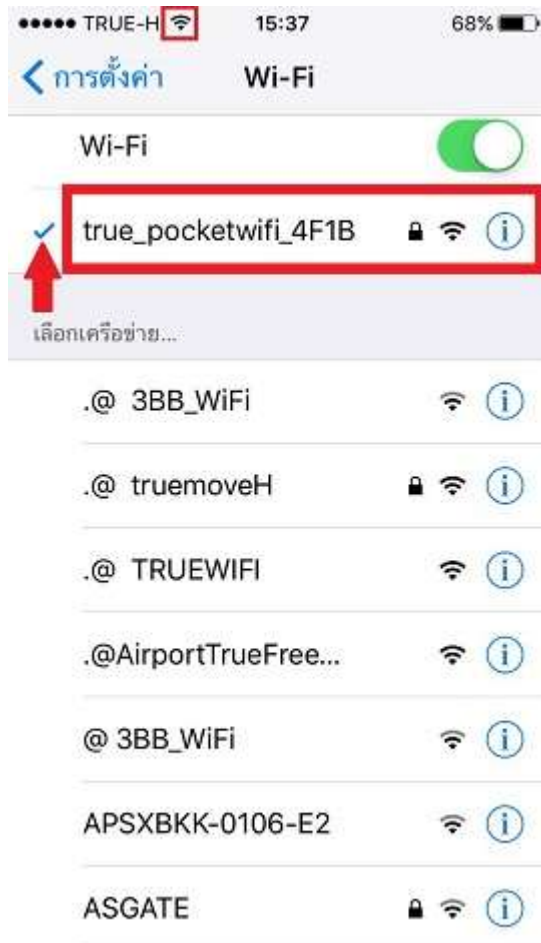 TRUE-H 15:37 68%
การตั้งค่า Wi-Fi
Wi-Fi
true_pocketwifi_4F1B
เลือกเครือข่าย...
.@ 3BB_WiFi
.@ truemoveH
.@ TRUEWIFI
.@AirportTrueFree...
@ 3BB_WiFi
APSXBKK-0106-E2
ASGATE